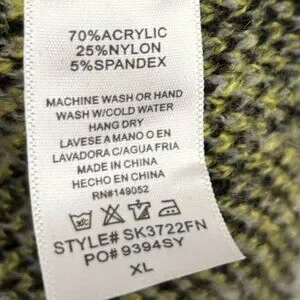 70%ACRYLIC
25%NYLON
5%SPANDEX
MACHINE WASH OR HAND
WASH W/COLD WATER
HANG DRY
LAVESE A MANO O EN
LAVADORA C/AGUA FRIA
MADE IN CHINA
HECHO EN CHINA
RN#149052
STYLE# SK3722FN
PO# 9394SY
XL